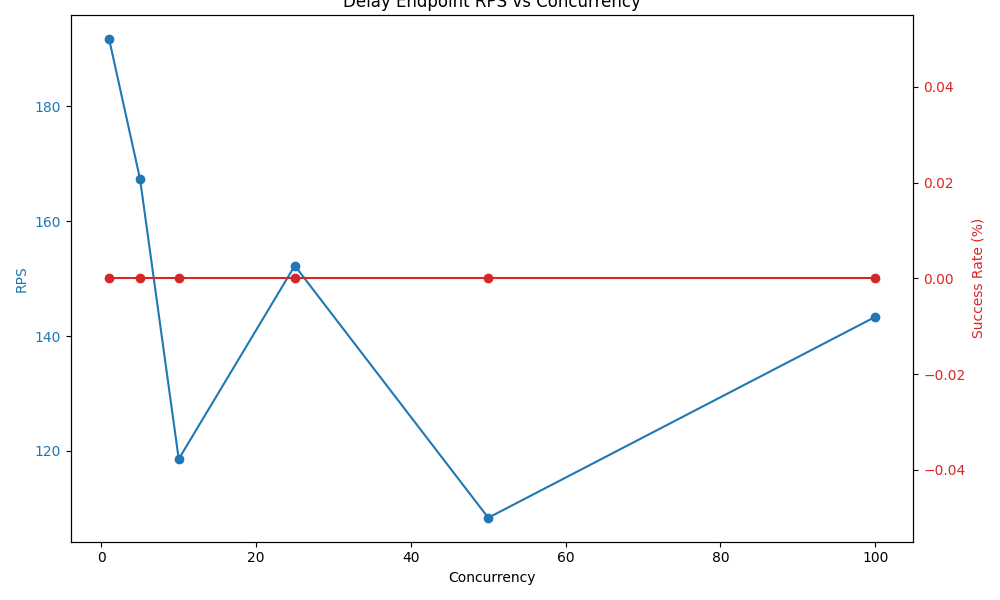 Delay Endpoint RPS vs Concurrency
180
160
140
120
RPS
0.04
0.02
0.00
−0.02
−0.04
Success Rate (%)
0 20 40 60 80 100
Concurrency